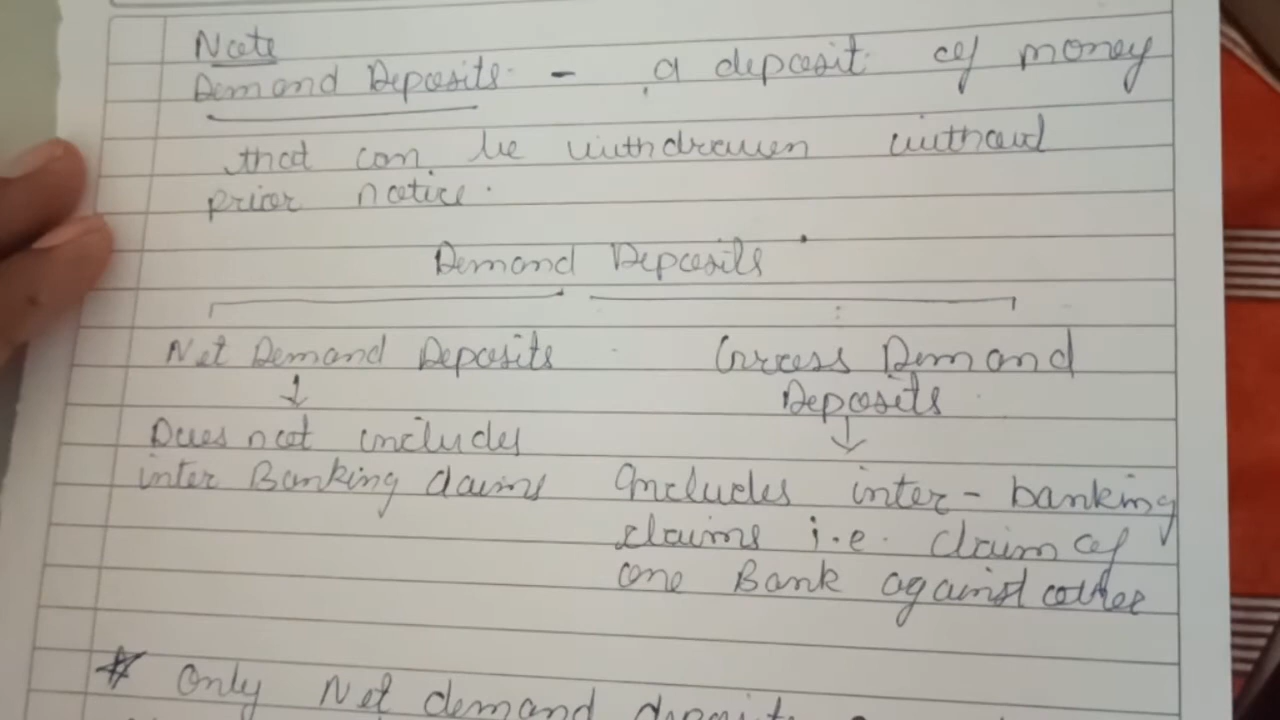 Note
Demand Deposits - a deposit of money
that can be withdrawen without
prior notice.
Demand Deposits
Net Demand Deposits
Gross Demand
Deposits
Does not includes
inter Banking claims
Includes inter-banking
claims i.e. claim of
one Bank against other
* Only Net demand deposits